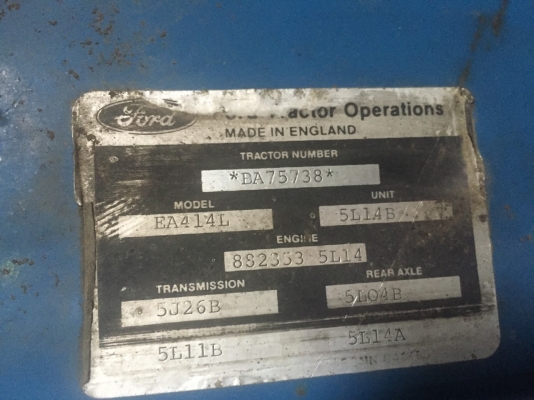 Ford Tractor Operations
MADE IN ENGLAND
TRACTOR NUMBER
*BA75738*
MODEL UNIT
EA414L 5L14B
ENGINE
8S2353 5L14
TRANSMISSION REAR AXLE
5J26B 5L04B
5L11B 5L14A